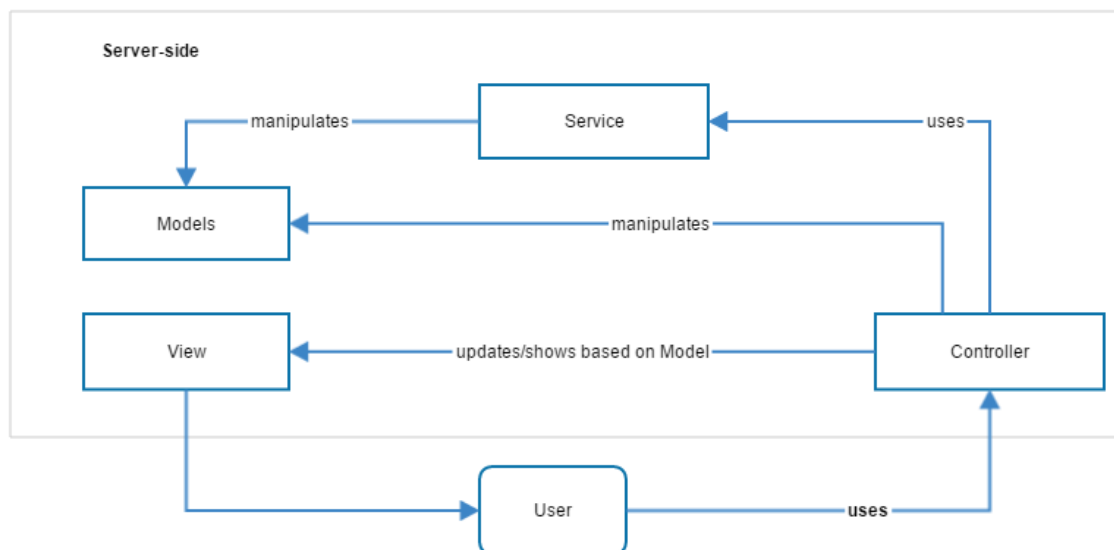 Server-side
manipulates
Service
uses
Models
manipulates
View
updates/shows based on Model
Controller
User
uses